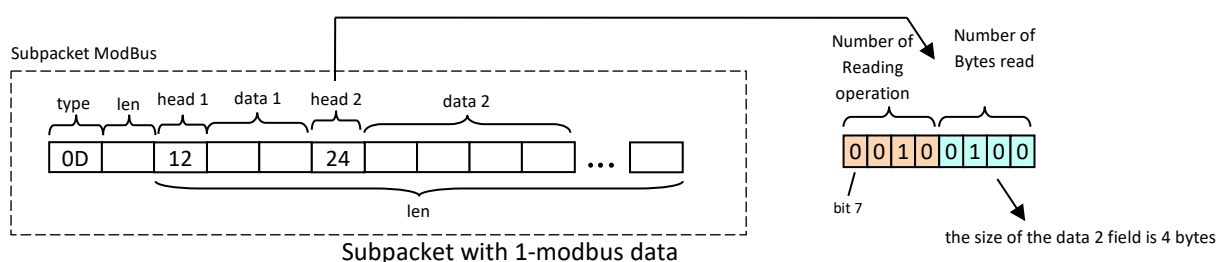 Subpacket ModBus
type len head 1 data 1 head 2 data 2
0D 12 24 ...
len
Subpacket with 1-modbus data
Number of
Reading
operation
Number of
Bytes read
0 0 1 0 0 1 0 0
bit 7
the size of the data 2 field is 4 bytes